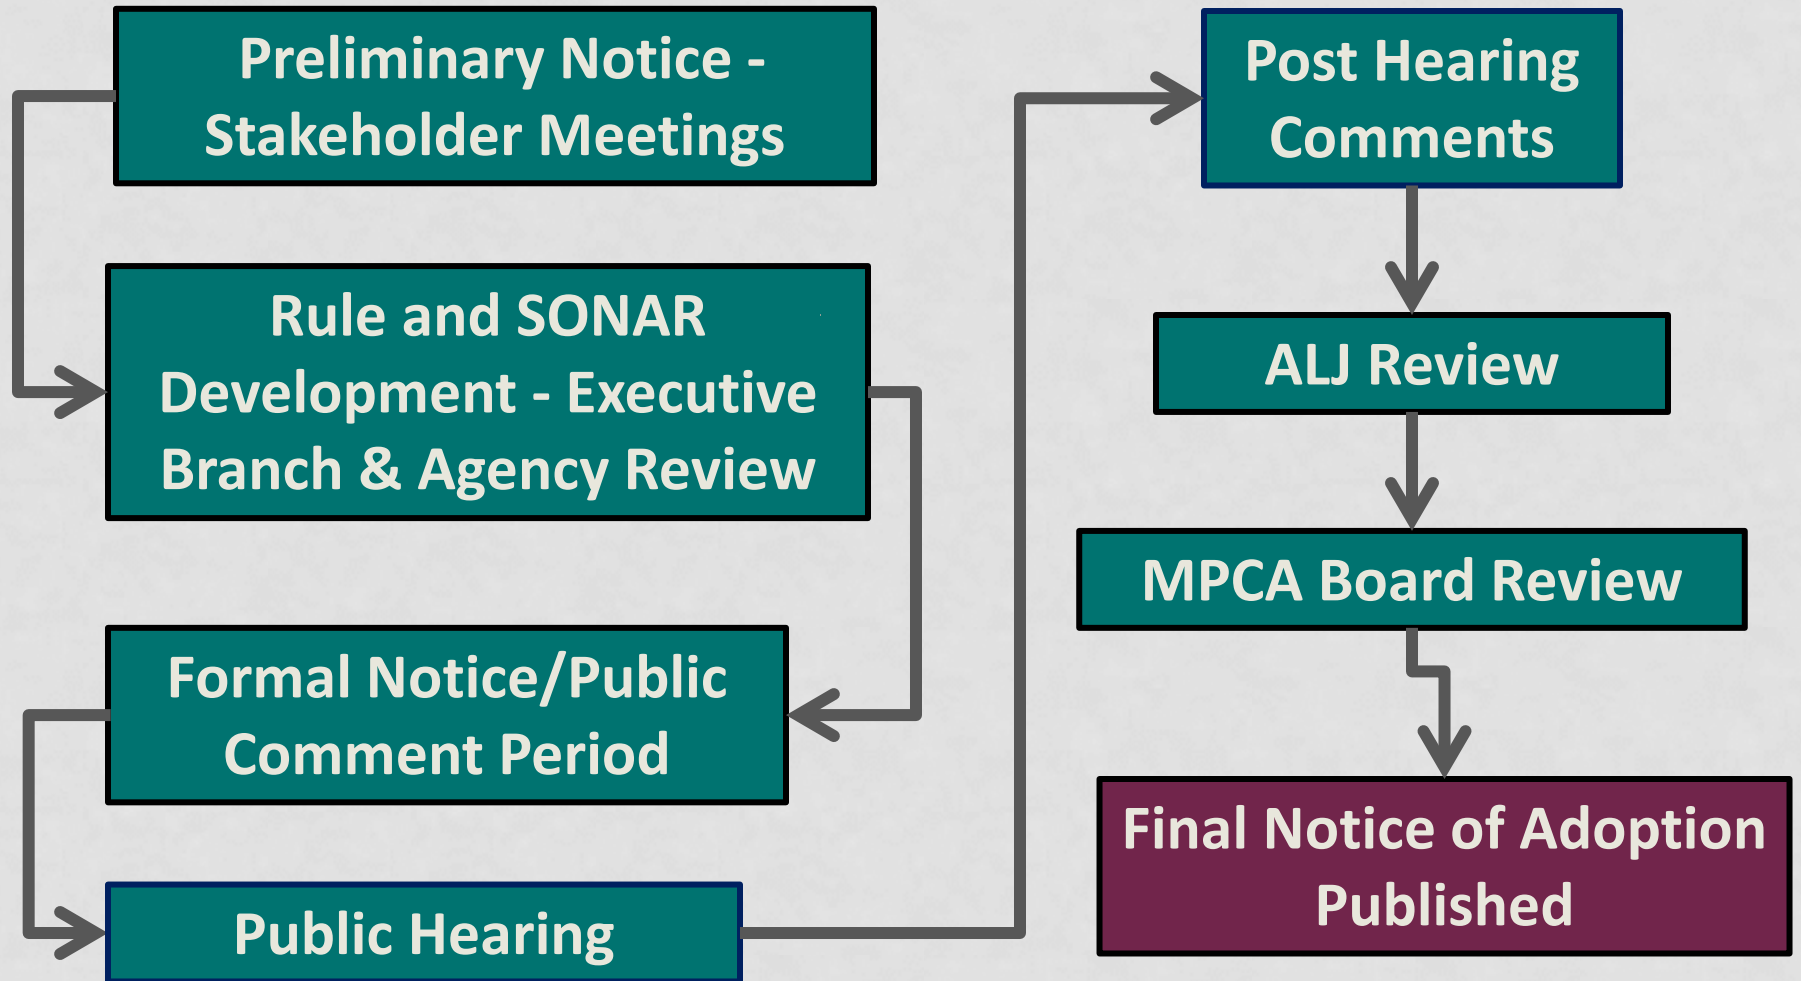 Preliminary Notice -
Stakeholder Meetings
Rule and SONAR
Development - Executive
Branch & Agency Review
Formal Notice/Public
Comment Period
Public Hearing
Post Hearing
Comments
ALJ Review
MPCA Board Review
Final Notice of Adoption
Published